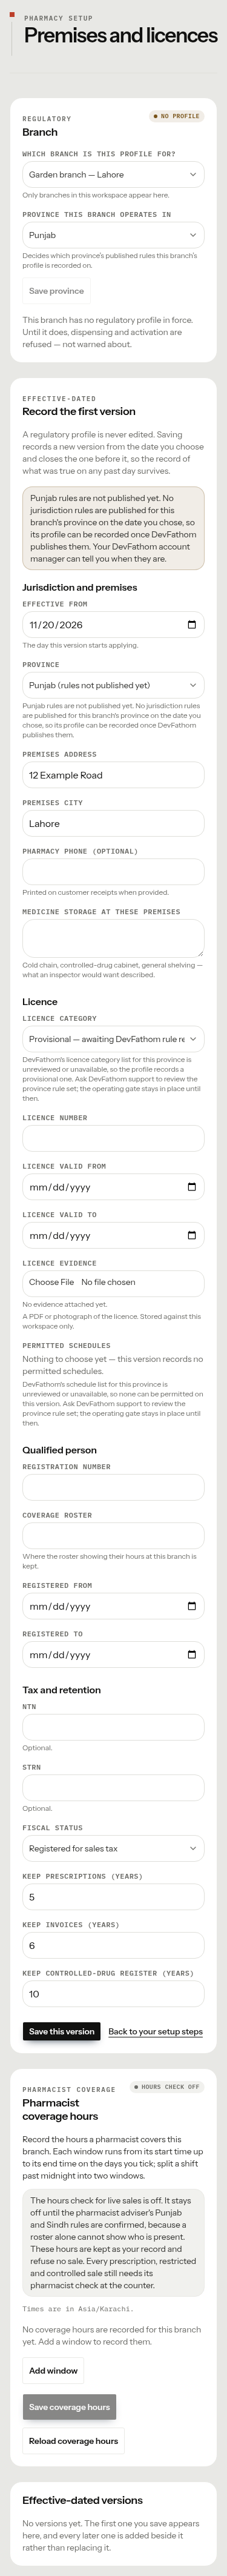 PHARMACY SETUP
Premises and licences
REGULATORY
NO PROFILE
Branch
WHICH BRANCH IS THIS PROFILE FOR?
Garden branch — Lahore
Only branches in this workspace appear here.
PROVINCE THIS BRANCH OPERATES IN
Punjab
Decides which province's published rules this branch's
profile is recorded on.
Save province
This branch has no regulatory profile in force.
Until it does, dispensing and activation are
refused — not warned about.
EFFECTIVE-DATED
Record the first version
A regulatory profile is never edited. Saving
records a new version from the date you choose
and closes the one before it, so the record of
what was true on any past day survives.
Punjab rules are not published yet. No
jurisdiction rules are published for this
branch's province on the date you chose, so
its profile can be recorded once DevFathom
publishes them. Your DevFathom account
manager can tell you when they are.
Jurisdiction and premises
EFFECTIVE FROM
11/20/2026
The day this version starts applying.
PROVINCE
Punjab (rules not published yet)
Punjab rules are not published yet. No jurisdiction rules
are published for this branch's province on the date you
chose, so its profile can be recorded once DevFathom
publishes them.
PREMISES ADDRESS
12 Example Road
PREMISES CITY
Lahore
PHARMACY PHONE (OPTIONAL)
Printed on customer receipts when provided.
MEDICINE STORAGE AT THESE PREMISES
Cold chain, controlled-drug cabinet, general shelving —
what an inspector would want described.
Licence
LICENCE CATEGORY
Provisional — awaiting DevFathom rule re
DevFathom's licence category list for this province is
unreviewed or unavailable, so the profile records a
provisional one. Ask DevFathom support to review the
province rule set; the operating gate stays in place until
then.
LICENCE NUMBER
LICENCE VALID FROM
mm/dd/yyyy
LICENCE VALID TO
mm/dd/yyyy
LICENCE EVIDENCE
Choose File No file chosen
No evidence attached yet.
A PDF or photograph of the licence. Stored against this
workspace only.
PERMITTED SCHEDULES
Nothing to choose yet — this version records no
permitted schedules.
DevFathom's schedule list for this province is
unreviewed or unavailable, so none can be permitted on
this version. Ask DevFathom support to review the
province rule set; the operating gate stays in place until
then.
Qualified person
REGISTRATION NUMBER
COVERAGE ROSTER
Where the roster showing their hours at this branch is
kept.
REGISTERED FROM
mm/dd/yyyy
REGISTERED TO
mm/dd/yyyy
Tax and retention
NTN
Optional.
STRN
Optional.
FISCAL STATUS
Registered for sales tax
KEEP PRESCRIPTIONS (YEARS)
5
KEEP INVOICES (YEARS)
6
KEEP CONTROLLED-DRUG REGISTER (YEARS)
10
Save this version
Back to your setup steps
PHARMACIST COVERAGE
HOURS CHECK OFF
Pharmacist
coverage hours
Record the hours a pharmacist covers this
branch. Each window runs from its start time up
to its end time on the days you tick; split a shift
past midnight into two windows.
The hours check for live sales is off. It stays
off until the pharmacist adviser's Punjab
and Sindh rules are confirmed, because a
roster alone cannot show who is present.
These hours are kept as your record and
refuse no sale. Every prescription, restricted
and controlled sale still needs its
pharmacist check at the counter.
Times are in Asia/Karachi.
No coverage hours are recorded for this branch
yet. Add a window to record them.
Add window
Save coverage hours
Reload coverage hours
Effective-dated versions
No versions yet. The first one you save appears
here, and every later one is added beside it
rather than replacing it.